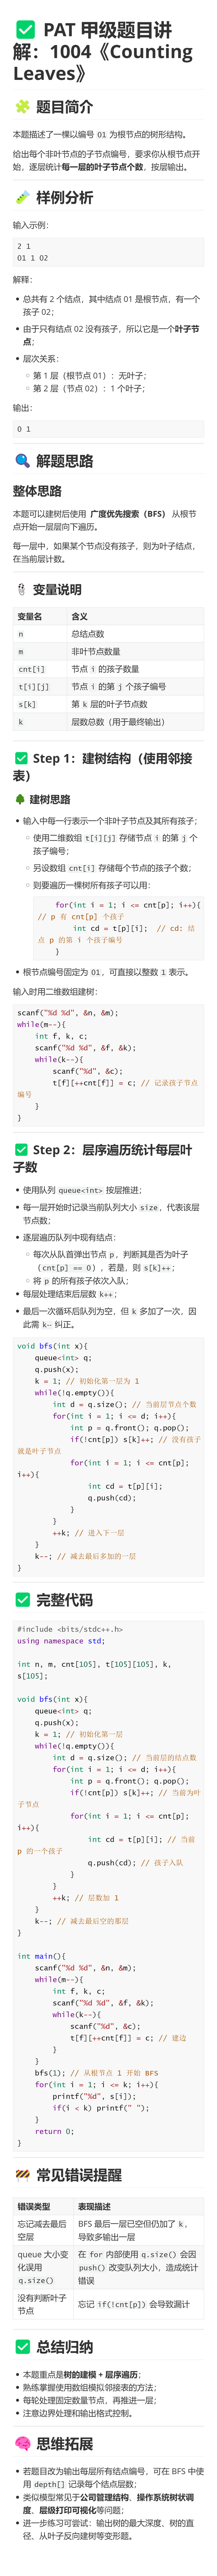 ✅ PAT 甲级题目讲
解：1004《Counting
Leaves》
🧩 题目简介
本题描述了一棵以编号 01 为根节点的树形结构。
给出每个非叶节点的子节点编号，要求你从根节点开
始，逐层统计每一层的叶子节点个数，按层输出。
🧪 样例分析
输入示例：
2 1
01 1 02
解释：
• 总共有 2 个结点，其中结点 01 是根节点，有一个
孩子 02；
• 由于只有结点 02 没有孩子，所以它是一个叶子节
点；
• 层次关系：
○ 第 1 层（根节点 01）：无叶子；
○ 第 2 层（节点 02）：1 个叶子；
输出：
0 1
🔍 解题思路
整体思路
本题可以建树后使用 广度优先搜索（BFS） 从根节
点开始一层层向下遍历。
每一层中，如果某个节点没有孩子，则为叶子结点，
在当前层计数。
变量说明
变量名 含义
n 总结点数
m 非叶节点数量
cnt[i] 节点 i 的孩子数量
t[i][j] 节点 i 的第 j 个孩子编号
s[k] 第 k 层的叶子节点数
k 层数总数（用于最终输出）
✅ Step 1：建树结构（使用邻接
表）
🌳 建树思路
• 输入中每一行表示一个非叶子节点及其所有孩子；
○ 使用二维数组 t[i][j] 存储节点 i 的第 j 个
孩子编号；
○ 另设数组 cnt[i] 存储每个节点的孩子个数；
○ 则要遍历一棵树所有孩子可以用：
for(int i = 1; i <= cnt[p]; i++){
// p 有 cnt[p] 个孩子
int cd = t[p][i]; // cd: 结
点 p 的第 i 个孩子编号
}
• 根节点编号固定为 01，可直接以整数 1 表示。
输入时用二维数组建树：
scanf("%d %d", &n, &m);
while(m--){
int f, k, c;
scanf("%d %d", &f, &k);
while(k--){
scanf("%d", &c);
t[f][++cnt[f]] = c; // 记录孩子节点
编号
}
}
✅ Step 2：层序遍历统计每层叶
子数
• 使用队列 queue<int> 按层推进；
• 每一层开始时记录当前队列大小 size，代表该层
节点数；
• 逐层遍历队列中现有结点：
○ 每次从队首弹出节点 p，判断其是否为叶子
（cnt[p] == 0），若是，则 s[k]++；
○ 将 p 的所有孩子依次入队；
• 每层处理结束后层数 k++；
• 最后一次循环后队列为空，但 k 多加了一次，因
此需 k-- 纠正。
void bfs(int x){
queue<int> q;
q.push(x);
k = 1; // 初始化第一层为 1
while(!q.empty()){
int d = q.size(); // 当前层节点个数
for(int i = 1; i <= d; i++){
int p = q.front(); q.pop();
if(!cnt[p]) s[k]++; // 没有孩子
就是叶子节点
for(int i = 1; i <= cnt[p];
i++){
int cd = t[p][i];
q.push(cd);
}
}
++k; // 进入下一层
}
k--; // 减去最后多加的一层
}
✅ 完整代码
#include <bits/stdc++.h>
using namespace std;
int n, m, cnt[105], t[105][105], k,
s[105];
void bfs(int x){
queue<int> q;
q.push(x);
k = 1; // 初始化第一层
while(!q.empty()){
int d = q.size(); // 当前层的结点数
for(int i = 1; i <= d; i++){
int p = q.front(); q.pop();
if(!cnt[p]) s[k]++; // 当前为叶
子节点
for(int i = 1; i <= cnt[p];
i++){
int cd = t[p][i]; // 当前
p 的一个孩子
q.push(cd); // 孩子入队
}
}
++k; // 层数加 1
}
k--; // 减去最后空的那层
}
int main(){
scanf("%d %d", &n, &m);
while(m--){
int f, k, c;
scanf("%d %d", &f, &k);
while(k--){
scanf("%d", &c);
t[f][++cnt[f]] = c; // 建边
}
}
bfs(1); // 从根节点 1 开始 BFS
for(int i = 1; i <= k; i++){
printf("%d", s[i]);
if(i < k) printf(" ");
}
return 0;
}
🚧 常见错误提醒
错误类型 表现描述
忘记减去最后
空层 BFS 最后一层已空但仍加了 k，
导致多输出一层
queue 大小变
化误用
q.size() 在 for 内部使用 q.size() 会因
push() 改变队列大小，造成统计
错误
没有判断叶子
节点 忘记 if(!cnt[p]) 会导致漏计
✅ 总结归纳
• 本题重点是树的建模 + 层序遍历；
• 熟练掌握使用数组模拟邻接表的方法；
• 每轮处理固定数量节点，再推进一层；
• 注意边界处理和输出格式控制。
🧠 思维拓展
• 若题目改为输出每层所有结点编号，可在 BFS 中使
用 depth[] 记录每个结点层数；
• 类似模型常见于公司管理结构、操作系统树状调
度、层级打印可视化等问题；
• 进一步练习可尝试：输出树的最大深度、树的直
径、从叶子反向建树等变形题。